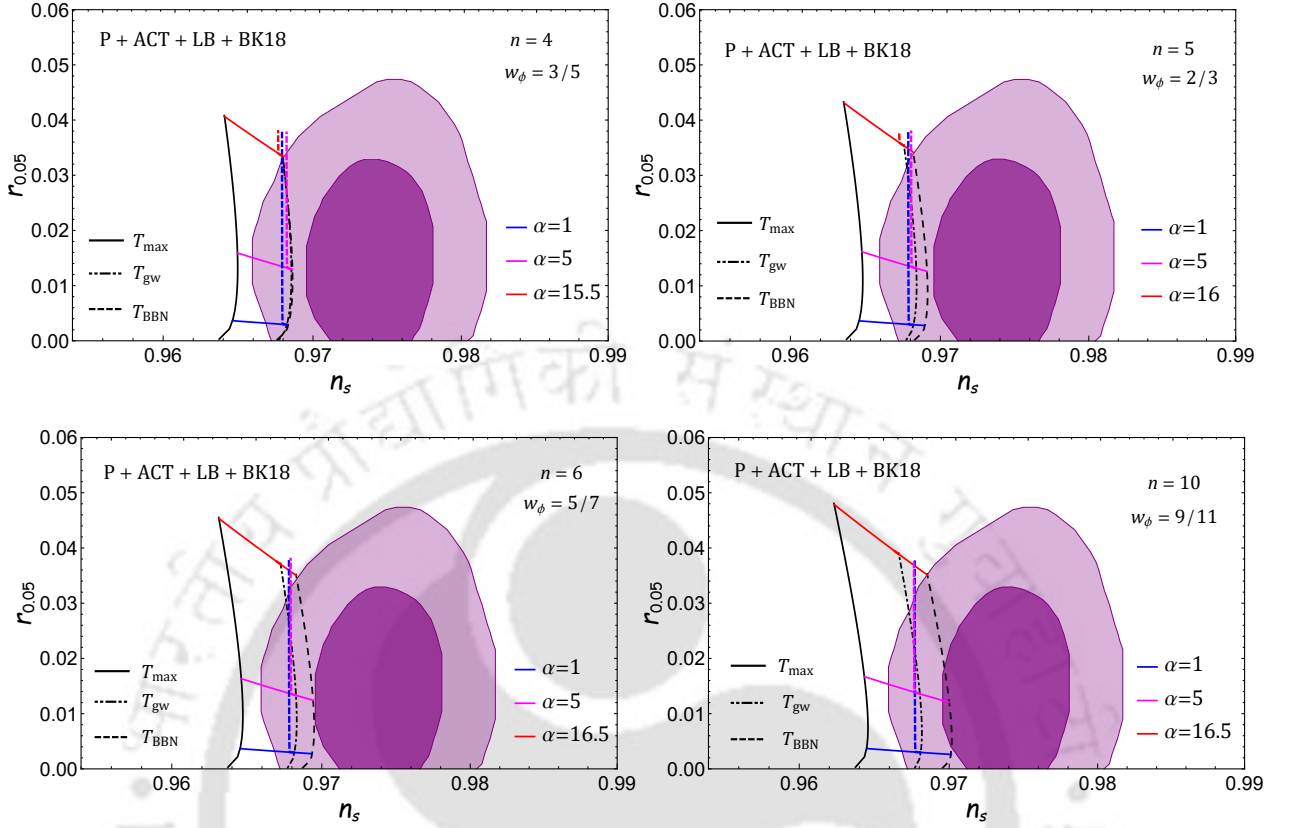 P + ACT + LB + BK18
n = 4
w_ϕ = 3/5
0.06
0.05
0.04
0.03
0.02
0.01
0.00
r_0.05
T_max
T_gw
T_BBN
α=1
α=5
α=15.5
0.96 0.97 0.98 0.99
n_s
P + ACT + LB + BK18
n = 5
w_ϕ = 2/3
0.06
0.05
0.04
0.03
0.02
0.01
0.00
r_0.05
T_max
T_gw
T_BBN
α=1
α=5
α=16
0.96 0.97 0.98 0.99
n_s
P + ACT + LB + BK18
n = 6
w_ϕ = 5/7
0.06
0.05
0.04
0.03
0.02
0.01
0.00
r_0.05
T_max
T_gw
T_BBN
α=1
α=5
α=16.5
0.96 0.97 0.98 0.99
n_s
P + ACT + LB + BK18
n = 10
w_ϕ = 9/11
0.06
0.05
0.04
0.03
0.02
0.01
0.00
r_0.05
T_max
T_gw
T_BBN
α=1
α=5
α=16.5
0.96 0.97 0.98 0.99
n_s